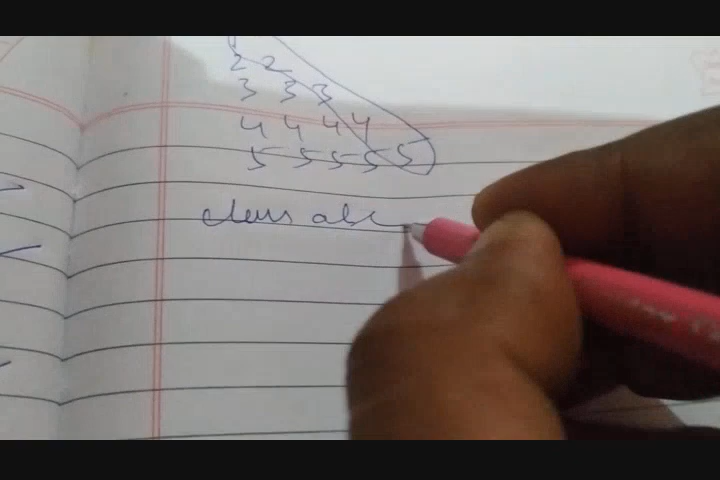 2 2
3 3 3
4 4 4 4
5 5 5 5 5
class abc